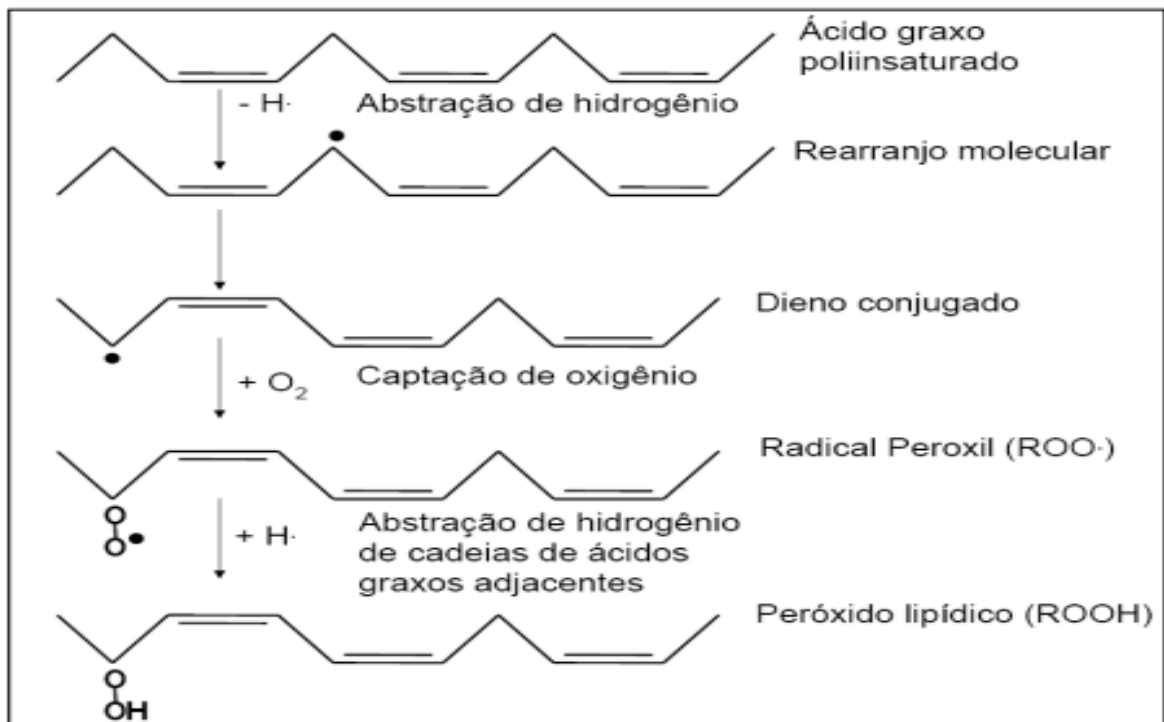 Ácido graxo
poliinsaturado
- H· Abstração de hidrogênio
Rearranjo molecular
Dieno conjugado
+ O₂ Captação de oxigênio
Radical Peroxil (ROO·)
O
O
+ H· Abstração de hidrogênio
de cadeias de ácidos
graxos adjacentes
Peróxido lipídico (ROOH)
O
OH